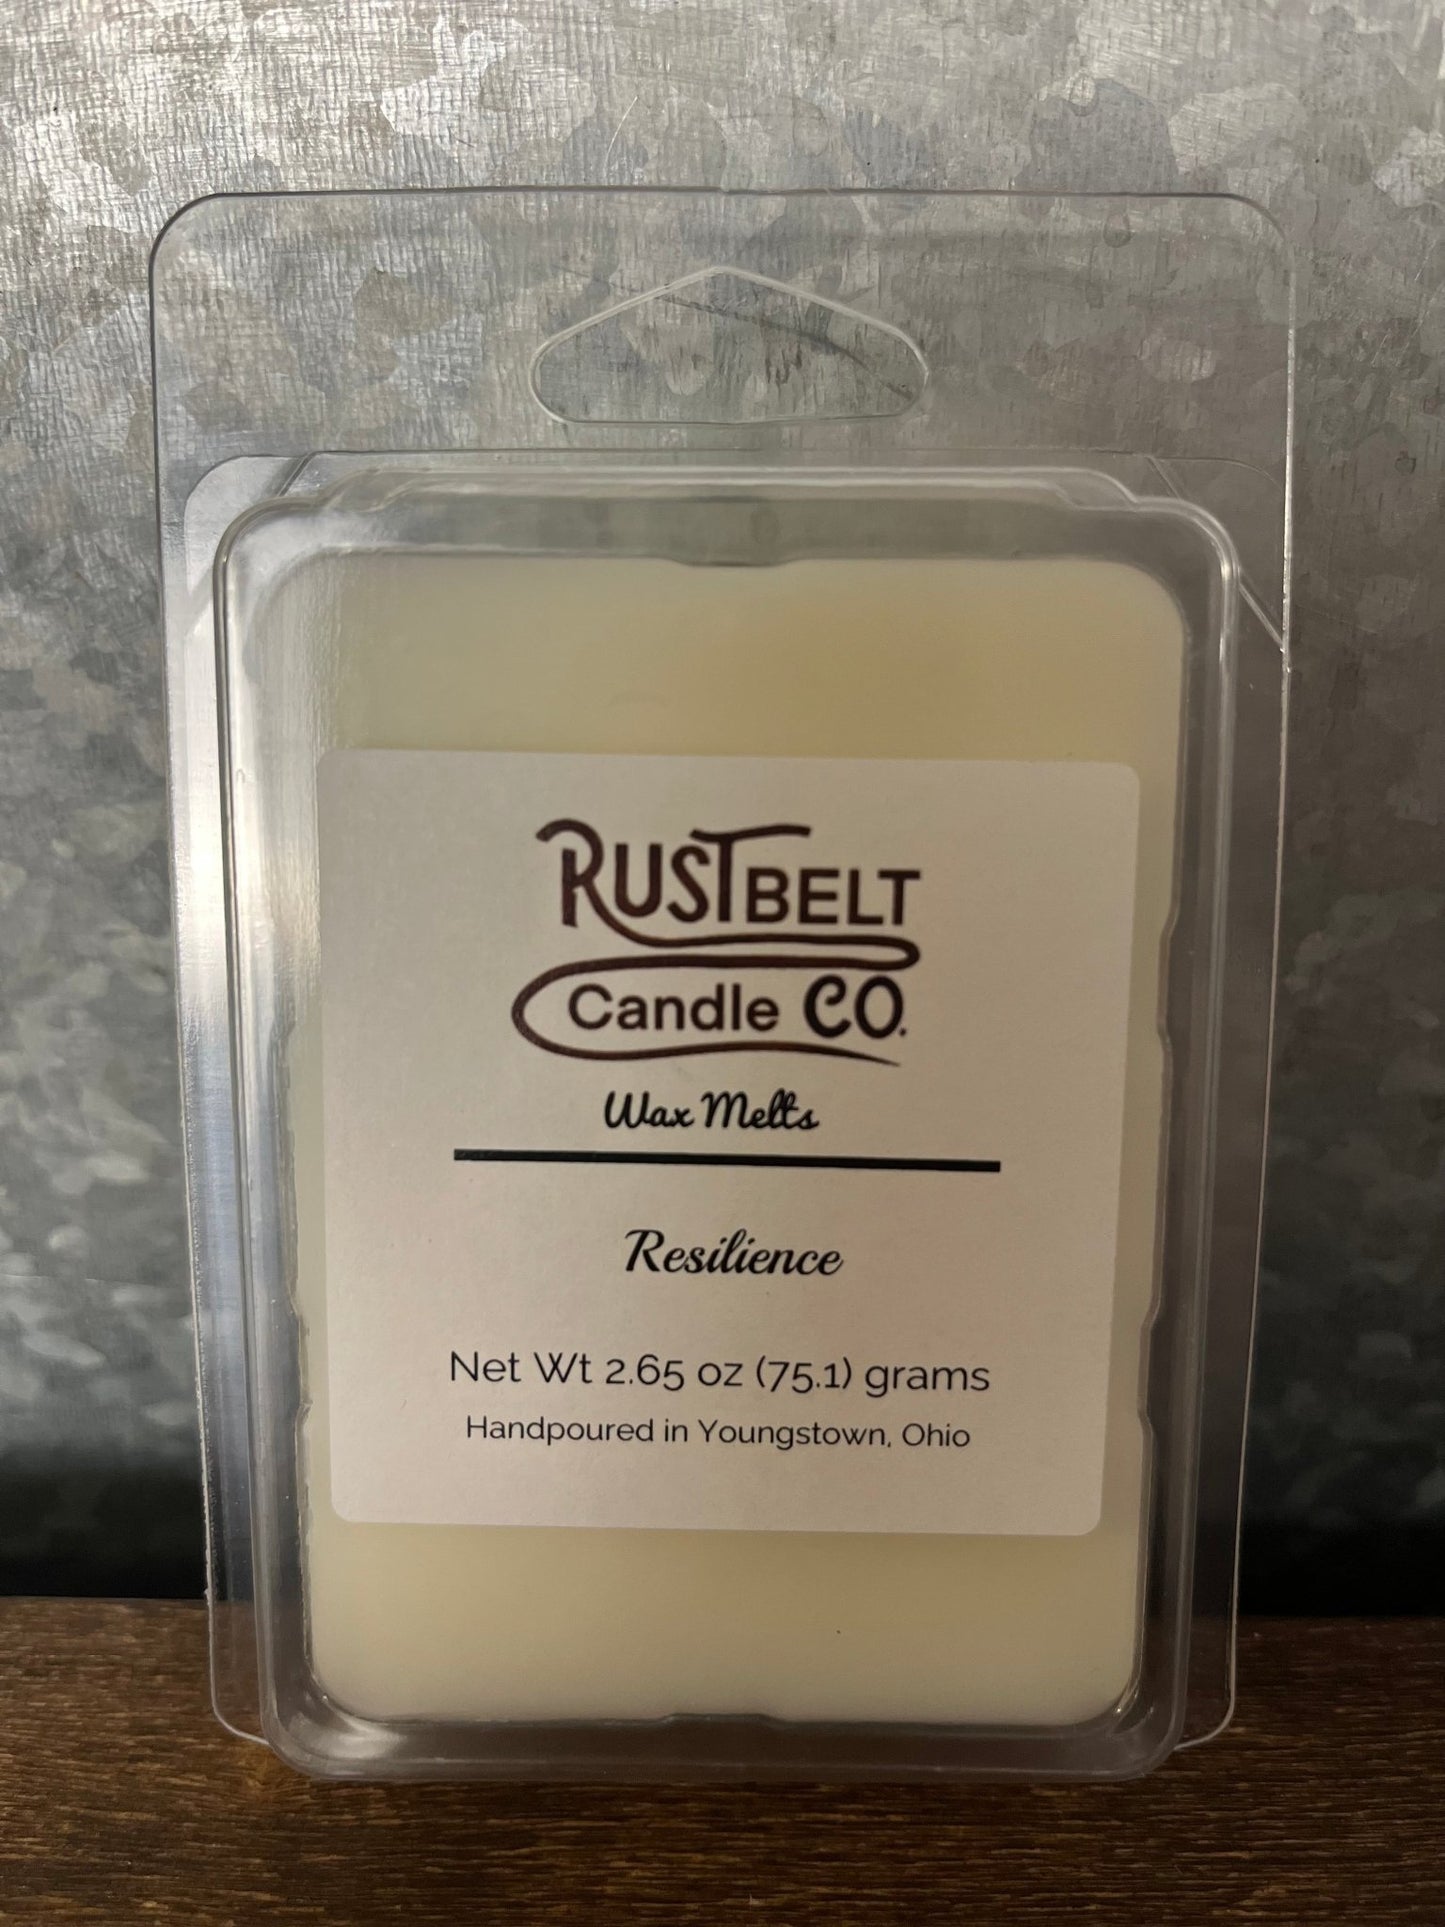 RUSTBELT
Candle CO.
Wax Melts
Resilience
Net Wt 2.65 oz (75.1) grams
Handpoured in Youngstown, Ohio